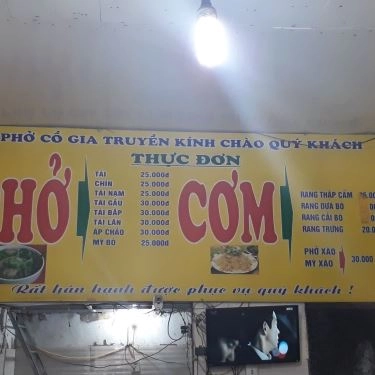 PHỞ CỒ GIA TRUYỀN KÍNH CHÀO QUÝ KHÁCH
THỰC ĐƠN
HỞ
TÁI 25.000đ
CHÍN 25.000đ
TÁI NẠM 25.000đ
TÁI GẦU 30.000đ
TÁI BẮP 30.000đ
TÁI LĂN 30.000đ
ÁP CHẢO 30.000đ
MỲ BÒ 25.000đ
CƠM
RANG THẬP CẨM
RANG DƯA BÒ
RANG CẢI BÒ
RANG TRỨNG
PHỞ XÀO
MỲ XÀO
30.000
Rất hân hạnh được phục vụ quý khách !